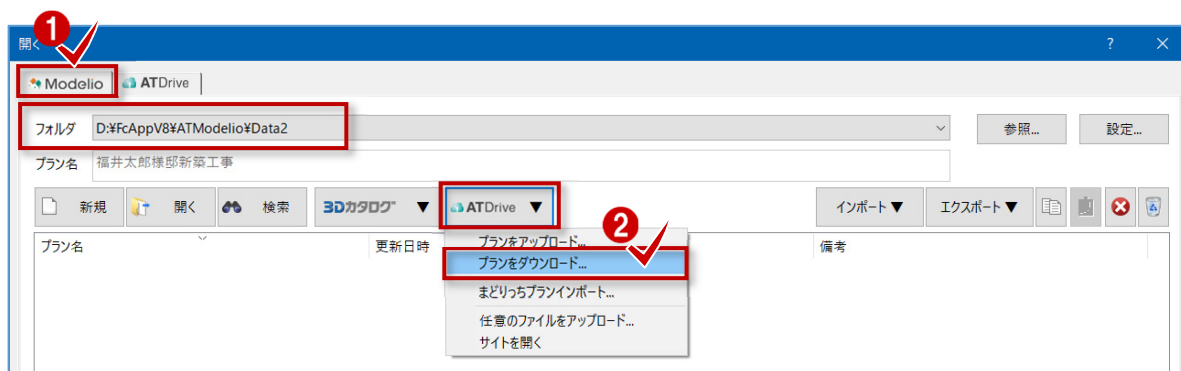 1
開く ? ×
Modelio ATDrive
フォルダ D:¥FcAppV8¥ATModelio¥Data2 参照... 設定...
プラン名 福井太郎様邸新築工事
新規 開く 検索 3Dカタログ ▼ ATDrive ▼ インポート▼ エクスポート▼
2
プラン名 更新日時 備考
プランをアップロード...
プランをダウンロード...
まどりっちプランインポート...
任意のファイルをアップロード...
サイトを開く